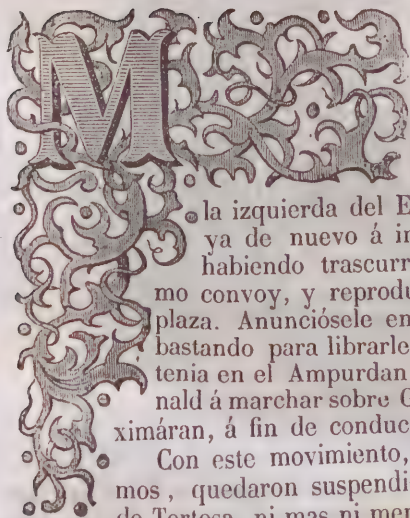 M
la izquierda del E
ya de nuevo á in
habiendo trascurr
mo convoy, y reprodu
plaza. Anunciósele en
bastando para librarle
tenia en el Ampurdan
nald á marchar sobre
ximáran, á fin de conduc
Con este movimiento,
mos, quedaron suspendi
de Tortosa, ni mas ni men